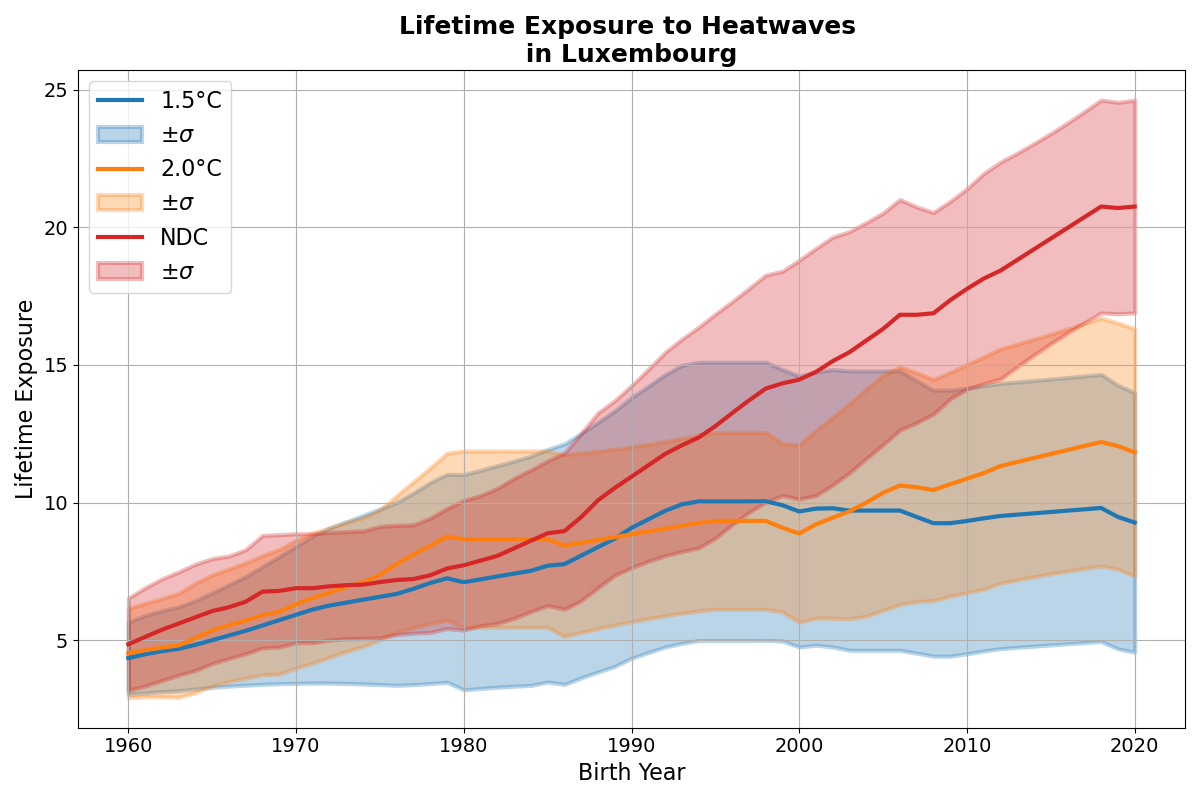 Lifetime Exposure to Heatwaves
in Luxembourg
Lifetime Exposure
25
20
15
10
5
1.5°C
±σ
2.0°C
±σ
NDC
±σ
1960 1970 1980 1990 2000 2010 2020
Birth Year